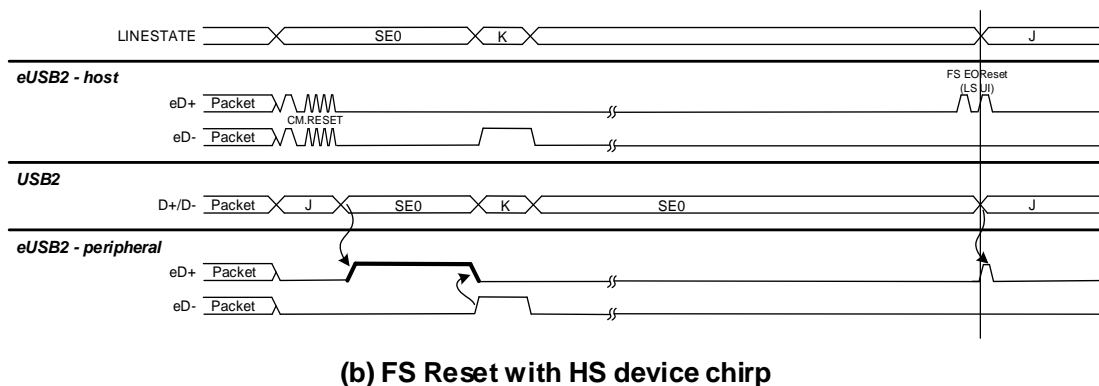 LINESTATE SE0 K J
eUSB2 - host
FS EOReset
(LS UI)
eD+ Packet
CM.RESET
eD- Packet
USB2
D+/D- Packet J SE0 K SE0 J
eUSB2 - peripheral
eD+ Packet
eD- Packet
(b) FS Reset with HS device chirp